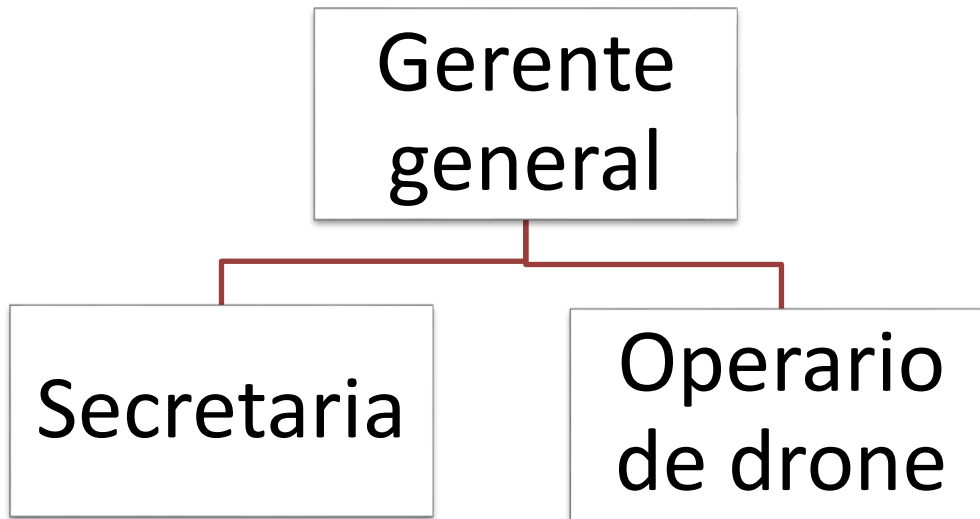 Gerente
general
Secretaria
Operario
de drone